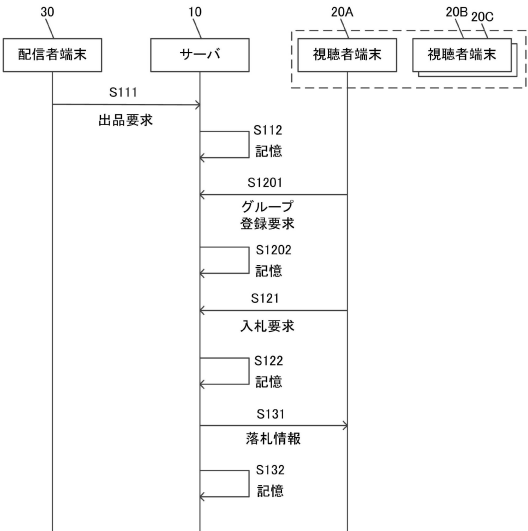 30
10
20A
20B
20C
配信者端末
サーバ
視聴者端末
視聴者端末
S111
出品要求
S112
記憶
S1201
グループ
登録要求
S1202
記憶
S121
入札要求
S122
記憶
S131
落札情報
S132
記憶